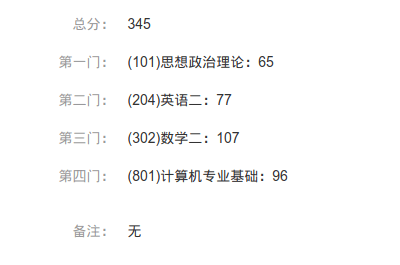 总分： 345
第一门： (101)思想政治理论：65
第二门： (204)英语二：77
第三门： (302)数学二：107
第四门： (801)计算机专业基础：96
备注： 无